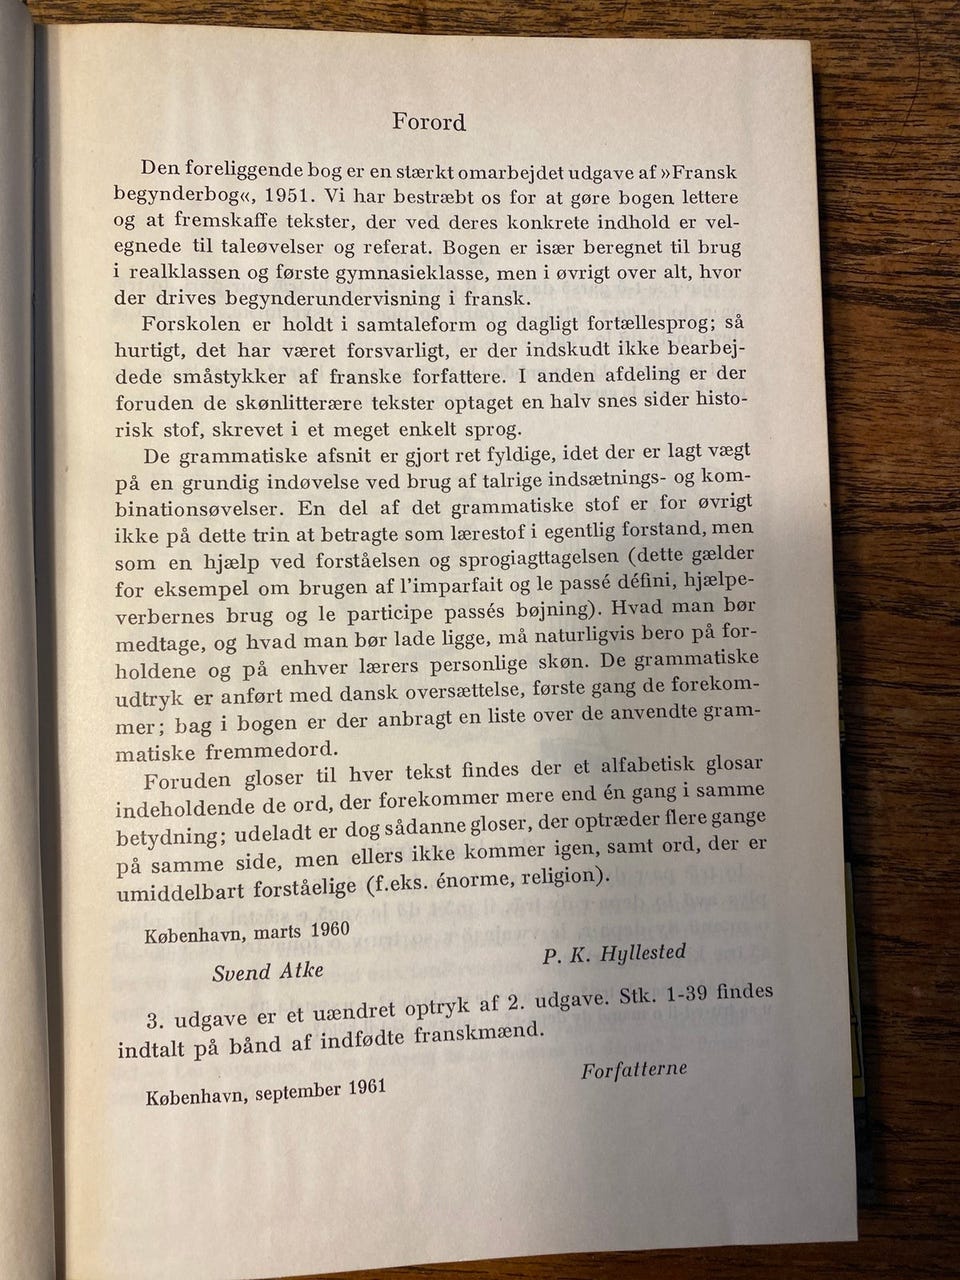 Forord
Den foreliggende bog er en stærkt omarbejdet udgave af »Fransk
begynderbog«, 1951. Vi har bestræbt os for at gøre bogen lettere
og at fremskaffe tekster, der ved deres konkrete indhold er vel-
egnede til taleøvelser og referat. Bogen er især beregnet til brug
i realklassen og første gymnasieklasse, men i øvrigt over alt, hvor
der drives begynderundervisning i fransk.
Forskolen er holdt i samtaleform og dagligt fortællesprog; så
hurtigt, det har været forsvarligt, er der indskudt ikke bearbej-
dede småstykker af franske forfattere. I anden afdeling er der
foruden de skønlitterære tekster optaget en halv snes sider histo-
risk stof, skrevet i et meget enkelt sprog.
De grammatiske afsnit er gjort ret fyldige, idet der er lagt vægt
på en grundig indøvelse ved brug af talrige indsætnings- og kom-
binationsøvelser. En del af det grammatiske stof er for øvrigt
ikke på dette trin at betragte som lærestof i egentlig forstand, men
som en hjælp ved forståelsen og sprogiagttagelsen (dette gælder
for eksempel om brugen af l'imparfait og le passé défini, hjælpe-
verbernes brug og le participe passés bøjning). Hvad man bør
medtage, og hvad man bør lade ligge, må naturligvis bero på for-
holdene og på enhver lærers personlige skøn. De grammatiske
udtryk er anført med dansk oversættelse, første gang de forekom-
mer; bag i bogen er der anbragt en liste over de anvendte gram-
matiske fremmedord.
Foruden gloser til hver tekst findes der et alfabetisk glosar
indeholdende de ord, der forekommer mere end én gang i samme
betydning; udeladt er dog sådanne gloser, der optræder flere gange
på samme side, men ellers ikke kommer igen, samt ord, der er
umiddelbart forståelige (f.eks. énorme, religion).
København, marts 1960
Svend Atke P. K. Hyllested
3. udgave er et uændret optryk af 2. udgave. Stk. 1-39 findes
indtalt på bånd af indfødte franskmænd.
København, september 1961 Forfatterne